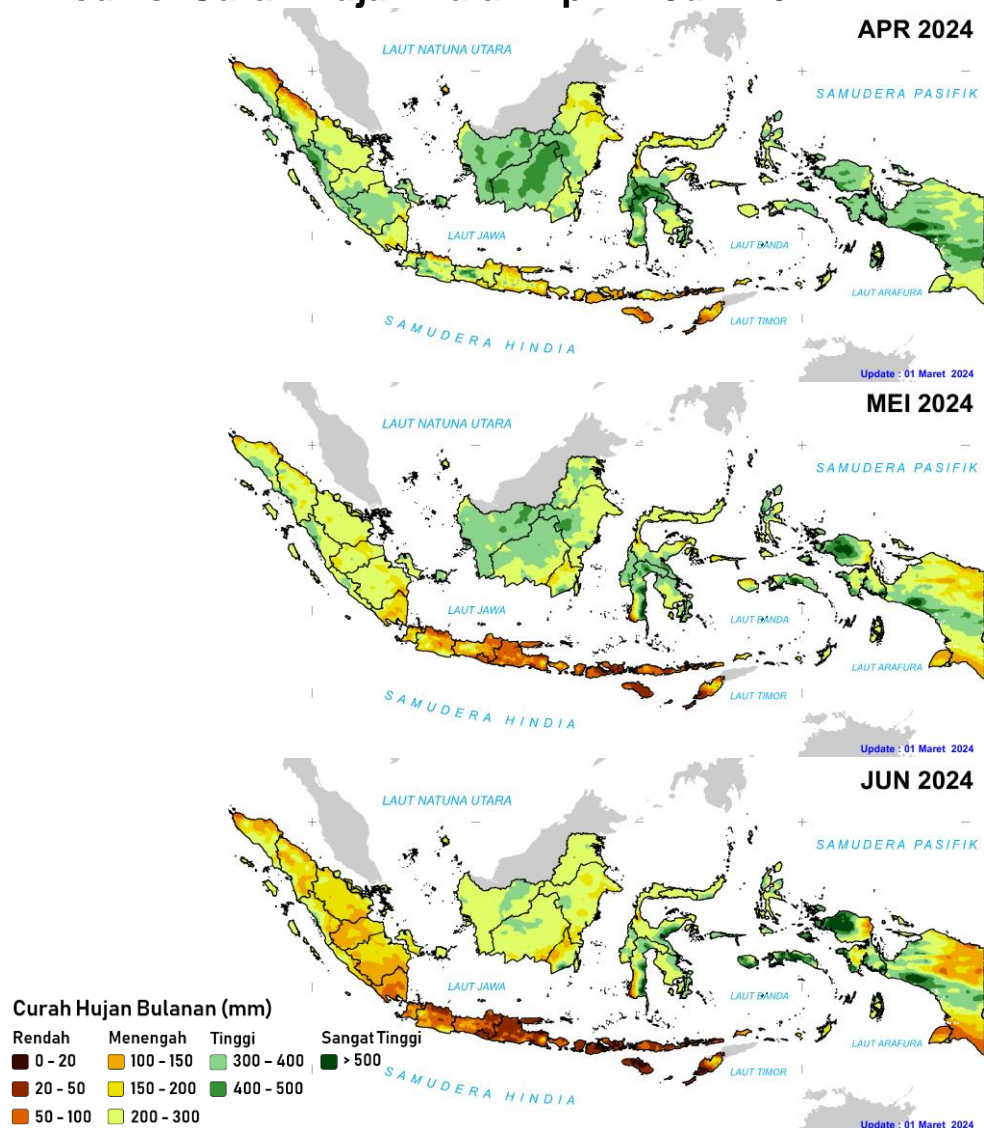 APR 2024
LAUT NATUNA UTARA
SAMUDERA PASIFIK
LAUT JAWA
LAUT BANDA
LAUT ARAFURA
LAUT TIMOR
SAMUDERA HINDIA
Update : 01 Maret 2024
MEI 2024
LAUT NATUNA UTARA
SAMUDERA PASIFIK
LAUT JAWA
LAUT BANDA
LAUT ARAFURA
LAUT TIMOR
SAMUDERA HINDIA
Update : 01 Maret 2024
JUN 2024
LAUT NATUNA UTARA
SAMUDERA PASIFIK
LAUT JAWA
LAUT BANDA
LAUT ARAFURA
LAUT TIMOR
SAMUDERA HINDIA
Update : 01 Maret 2024
Curah Hujan Bulanan (mm)
Rendah Menengah Tinggi Sangat Tinggi
0 - 20 100 - 150 300 - 400 > 500
20 - 50 150 - 200 400 - 500
50 - 100 200 - 300